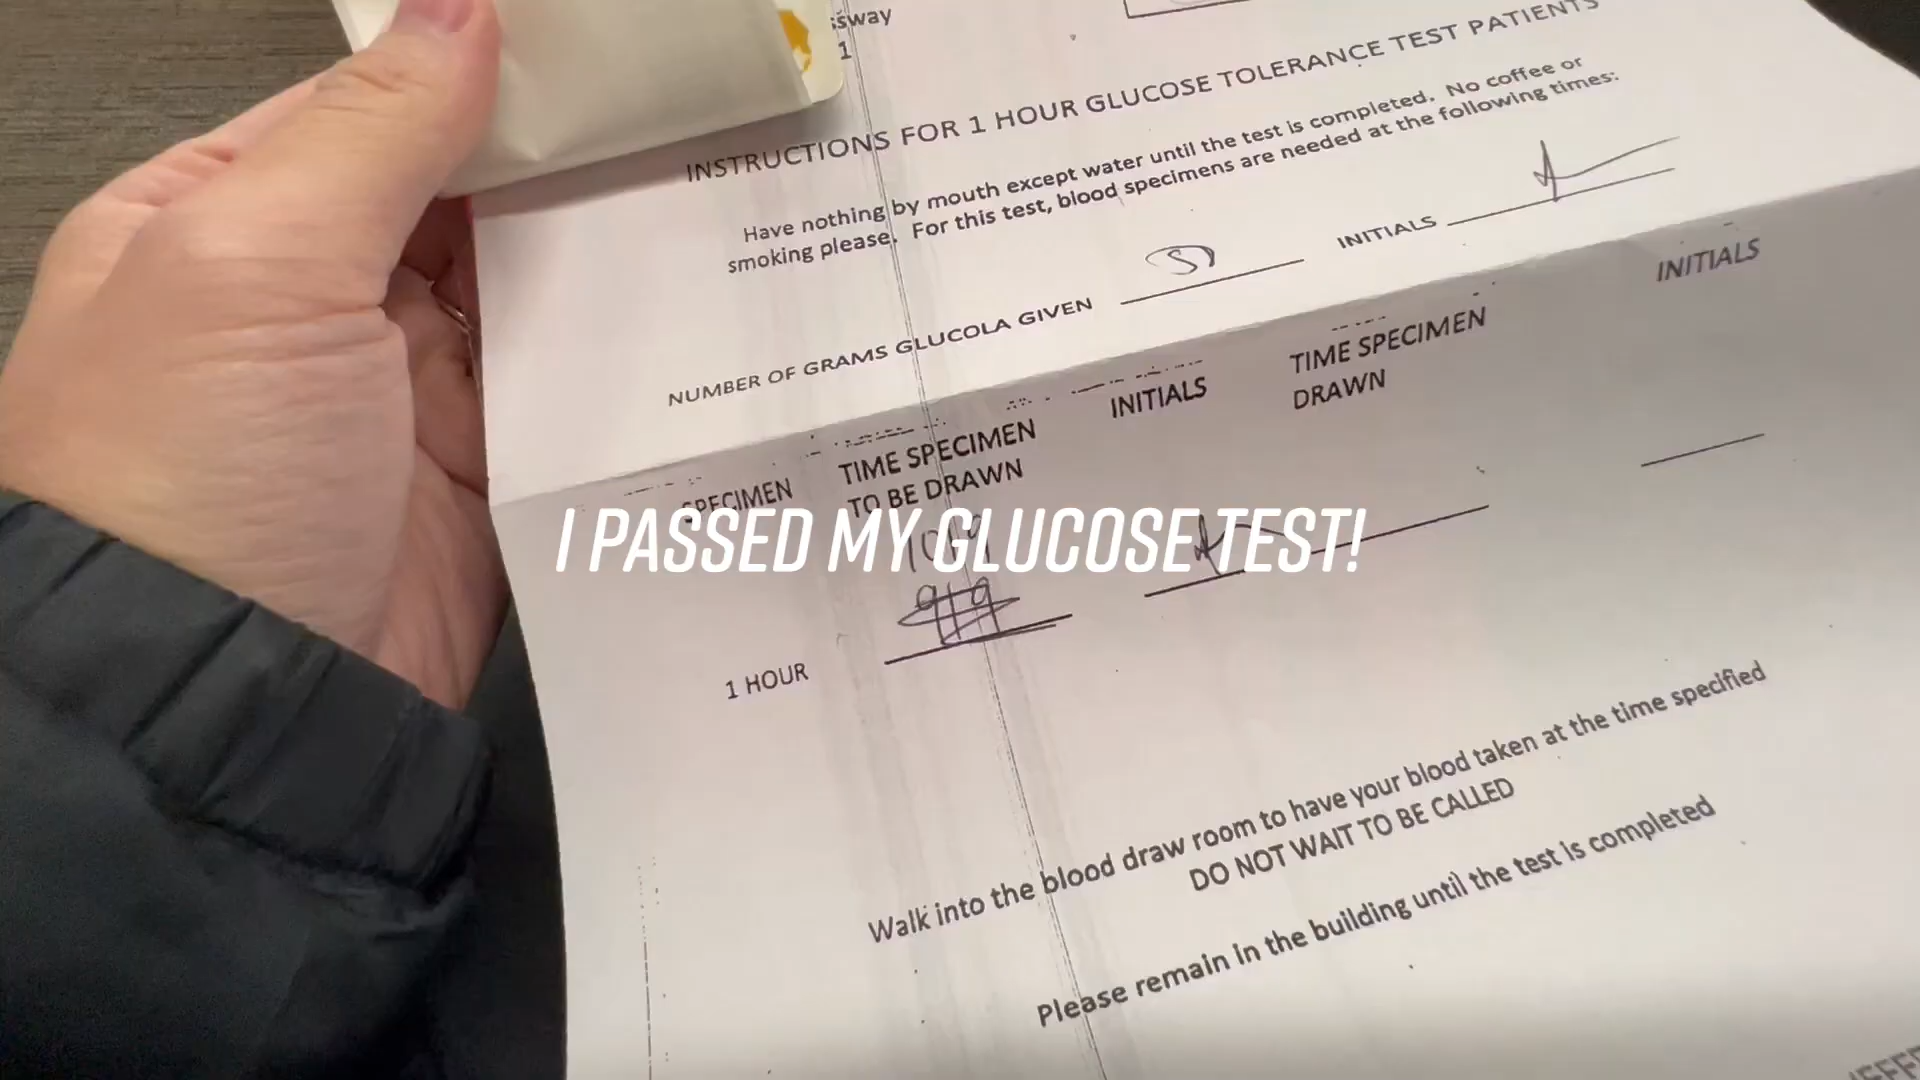 ssway
1
INSTRUCTIONS FOR 1 HOUR GLUCOSE TOLERANCE TEST PATIENTS
Have nothing by mouth except water until the test is completed. No coffee or
smoking please. For this test, blood specimens are needed at the following times:
NUMBER OF GRAMS GLUCOLA GIVEN
INITIALS
SPECIMEN
TIME SPECIMEN
TO BE DRAWN
INITIALS
TIME SPECIMEN
DRAWN
INITIALS
I PASSED MY GLUCOSE TEST!
1019
919
1 HOUR
Walk into the blood draw room to have your blood taken at the time specified
DO NOT WAIT TO BE CALLED
Please remain in the building until the test is completed